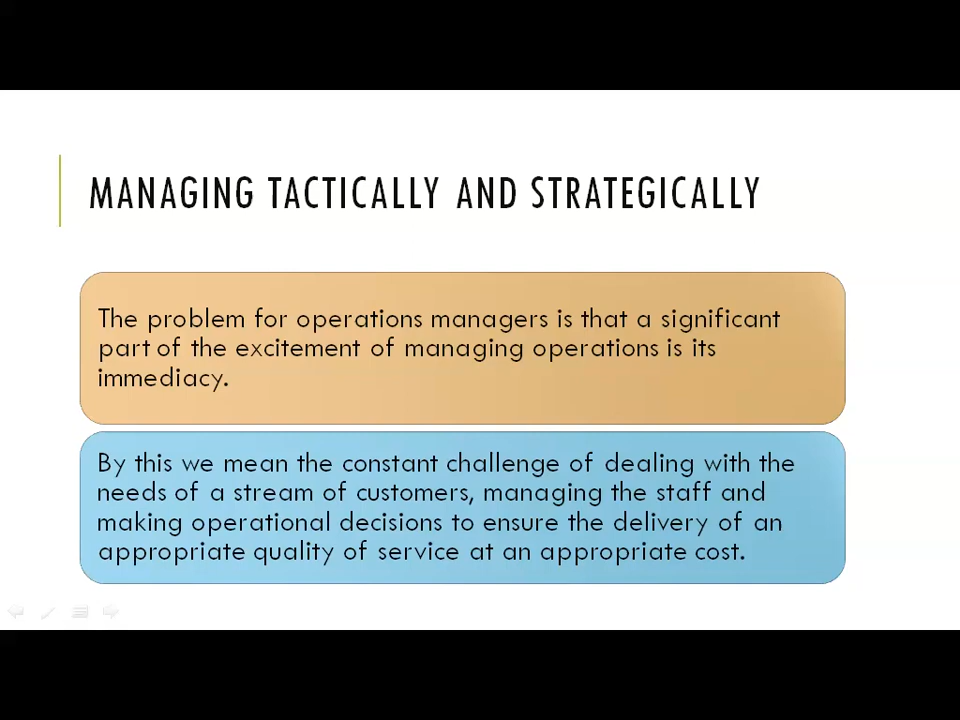 MANAGING TACTICALLY AND STRATEGICALLY
The problem for operations managers is that a significant
part of the excitement of managing operations is its
immediacy.
By this we mean the constant challenge of dealing with the
needs of a stream of customers, managing the staff and
making operational decisions to ensure the delivery of an
appropriate quality of service at an appropriate cost.